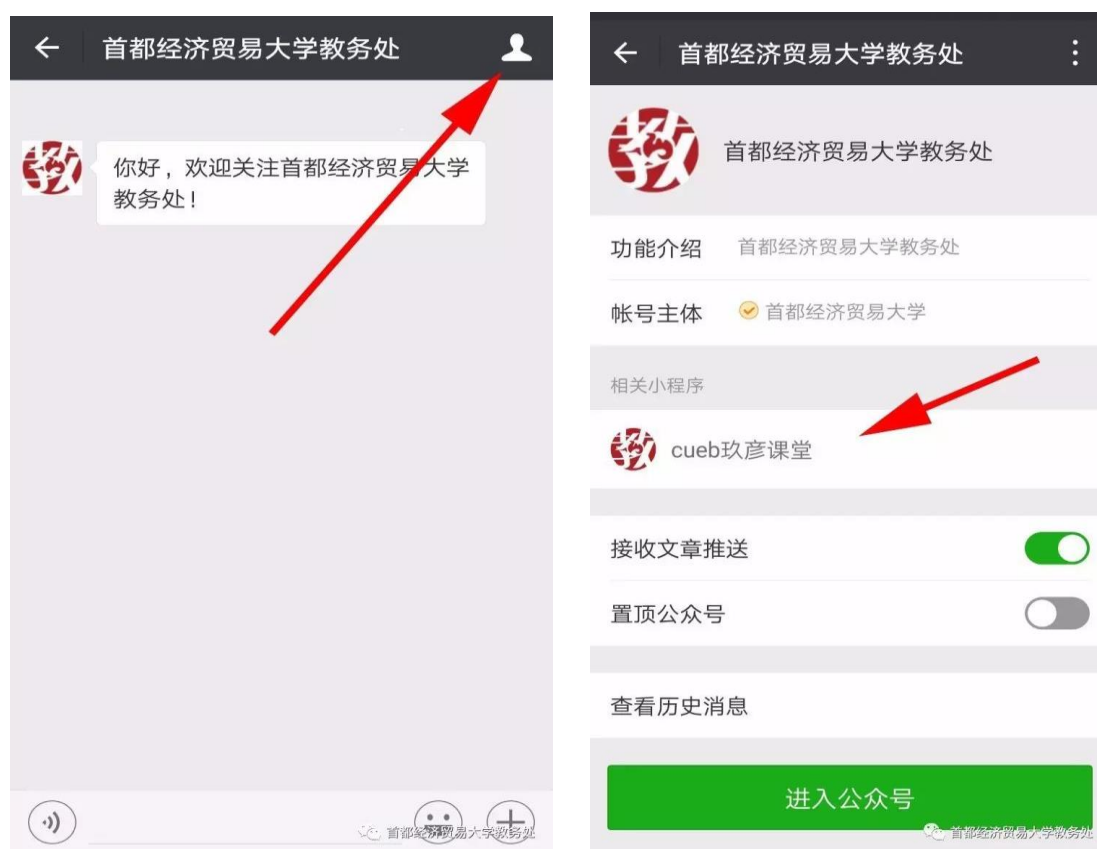 首都经济贸易大学教务处
教
你好，欢迎关注首都经济贸易大学
教务处！
首都经济贸易大学教务处
首都经济贸易大学教务处
教
首都经济贸易大学教务处
功能介绍 首都经济贸易大学教务处
帐号主体 首都经济贸易大学
相关小程序
教
cueb玖彦课堂
接收文章推送
置顶公众号
查看历史消息
进入公众号
首都经济贸易大学教务处